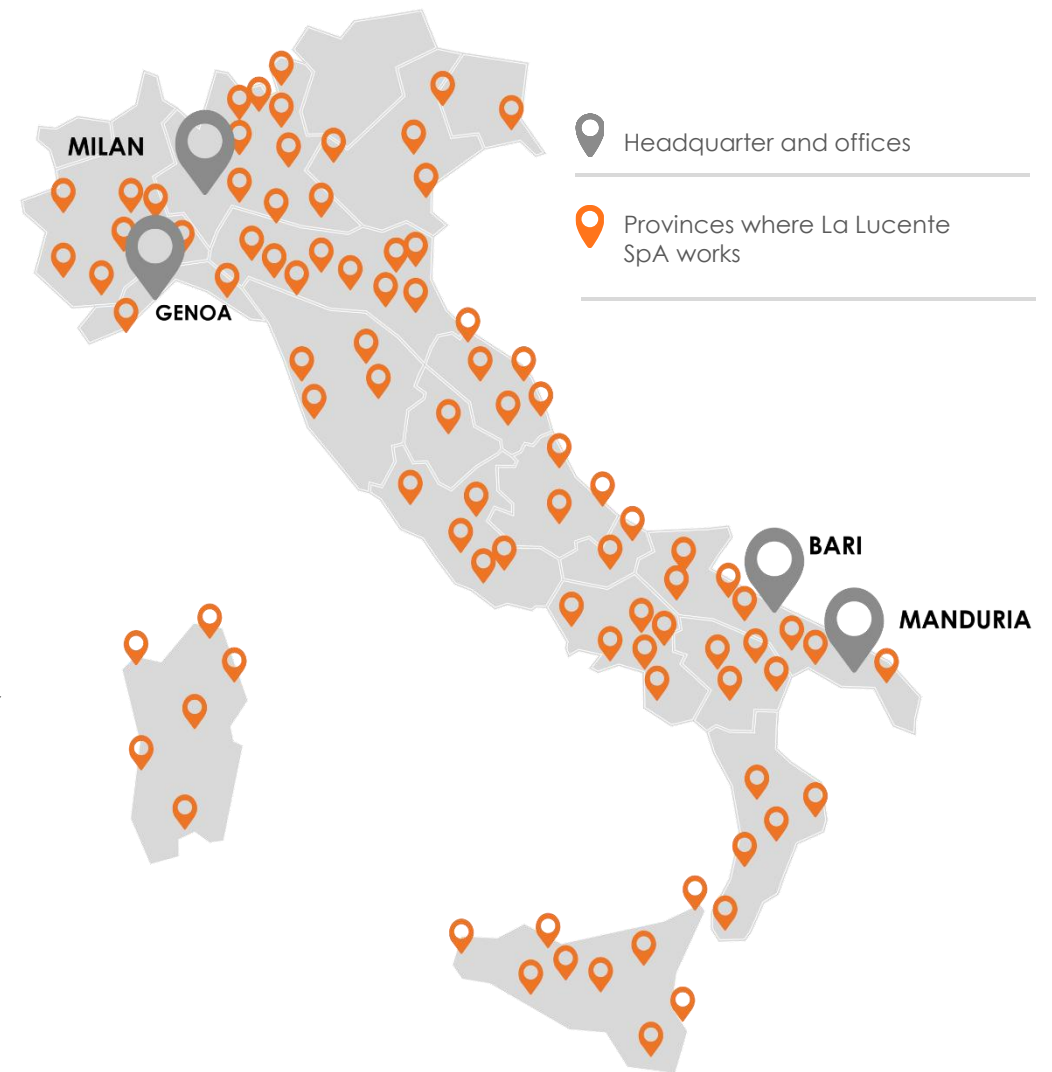 MILAN
Headquarter and offices
Provinces where La Lucente
SpA works
GENOA
BARI
MANDURIA